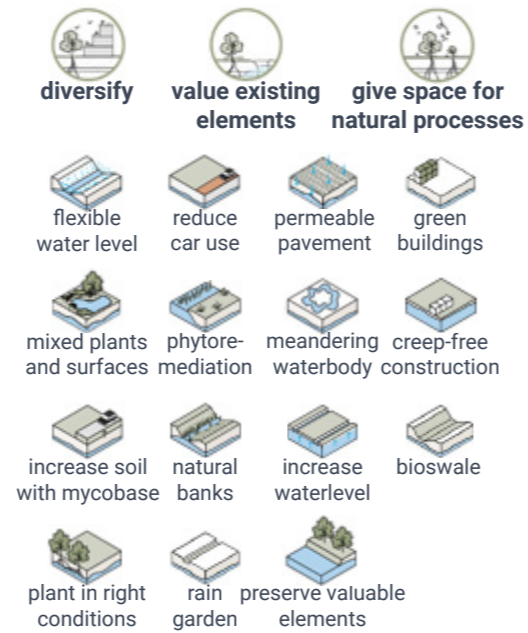 diversify
value existing
elements
give space for
natural processes
flexible
water level
reduce
car use
permeable
pavement
green
buildings
mixed plants
and surfaces
phytore-
mediation
meandering
waterbody
creep-free
construction
increase soil
with mycobase
natural
banks
increase
waterlevel
bioswale
plant in right
conditions
rain
garden
preserve valuable
elements